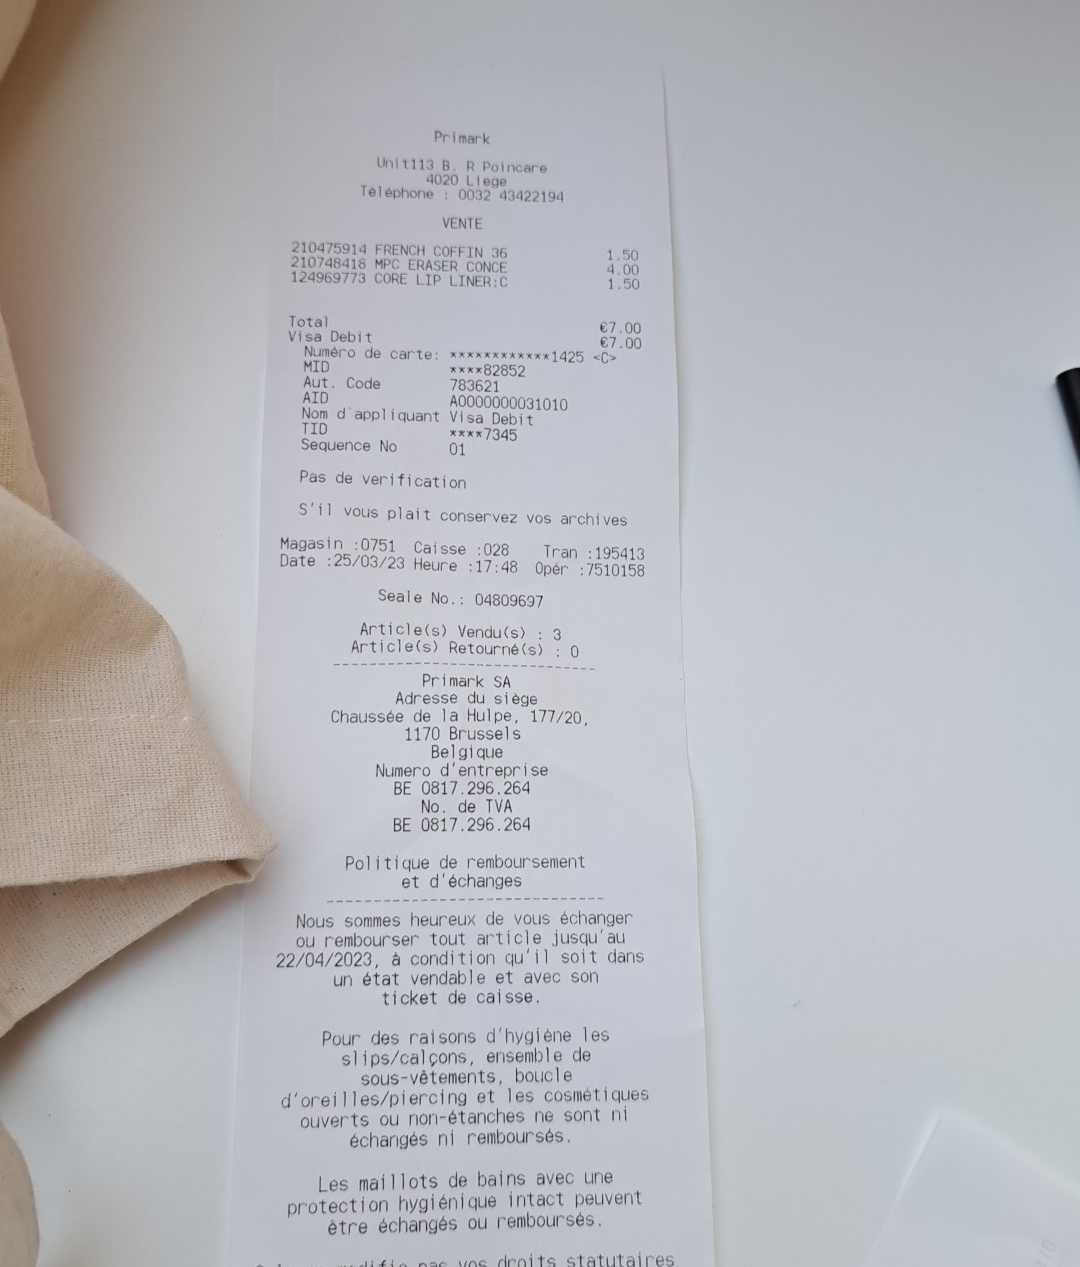 Primark
Unit113 B. R Poincare
4020 Liege
Téléphone : 0032 43422194
VENTE
210475914 FRENCH COFFIN 36 1.50
210748418 MPC ERASER CONCE 4.00
124969773 CORE LIP LINER:C 1.50
Total €7.00
Visa Debit €7.00
Numéro de carte: ************1425 <C>
MID ****82852
Aut. Code 783621
AID A0000000031010
Nom d'appliquant Visa Debit
TID ****7345
Sequence No 01
Pas de verification
S'il vous plait conservez vos archives
Magasin :0751 Caisse :028 Tran :195413
Date :25/03/23 Heure :17:48 Opér :7510158
Seale No.: 04809697
Article(s) Vendu(s) : 3
Article(s) Retourné(s) : 0
----------------------------
Primark SA
Adresse du siège
Chaussée de la Hulpe, 177/20,
1170 Brussels
Belgique
Numero d'entreprise
BE 0817.296.264
No. de TVA
BE 0817.296.264
Politique de remboursement
et d'échanges
----------------------------
Nous sommes heureux de vous échanger
ou rembourser tout article jusqu'au
22/04/2023, à condition qu'il soit dans
un état vendable et avec son
ticket de caisse.
Pour des raisons d'hygiène les
slips/calçons, ensemble de
sous-vêtements, boucle
d'oreilles/piercing et les cosmétiques
ouverts ou non-étanches ne sont ni
échangés ni remboursés.
Les maillots de bains avec une
protection hygiénique intact peuvent
être échangés ou remboursés.
pas vos droits statutaires